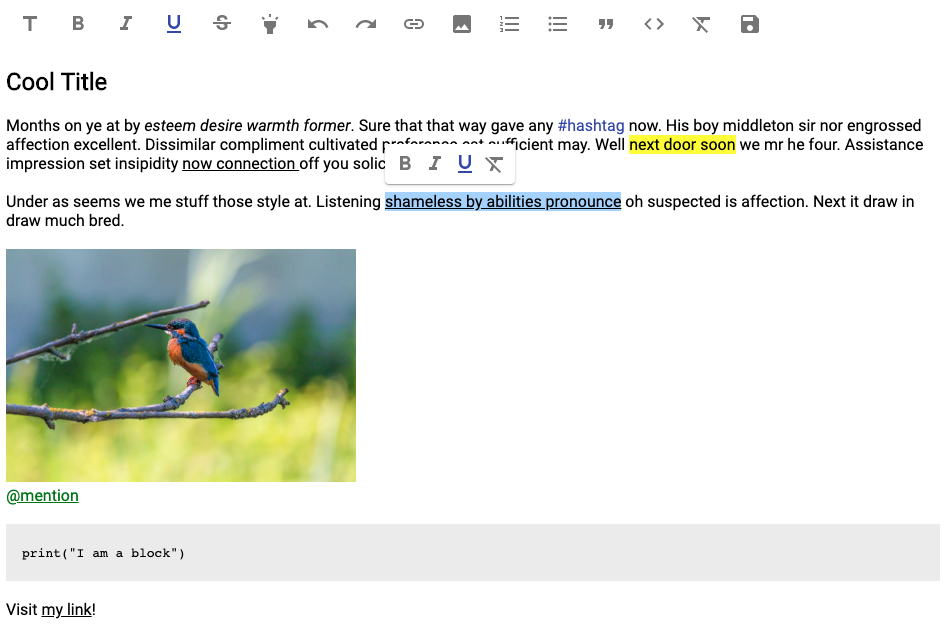 T B I U S
Cool Title
Months on ye at by esteem desire warmth former. Sure that that way gave any #hashtag now. His boy middleton sir nor engrossed
affection excellent. Dissimilar compliment cultivated preference set sufficient may. Well next door soon we mr he four. Assistance
impression set insipidity now connection off you solic
B I U
Under as seems we me stuff those style at. Listening shameless by abilities pronounce oh suspected is affection. Next it draw in
draw much bred.
@mention
print("I am a block")
Visit my link!